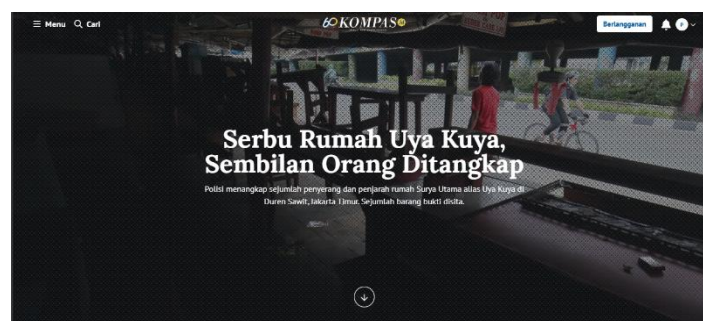 Menu Cari
60 KOMPAS
Berlangganan
Serbu Rumah Uya Kuya,
Sembilan Orang Ditangkap
Polisi menangkap sejumlah penyerang dan penjarah rumah Surya Utama alias Uya Kuya di
Duren Sawit, Jakarta Timur. Sejumlah barang bukti disita.